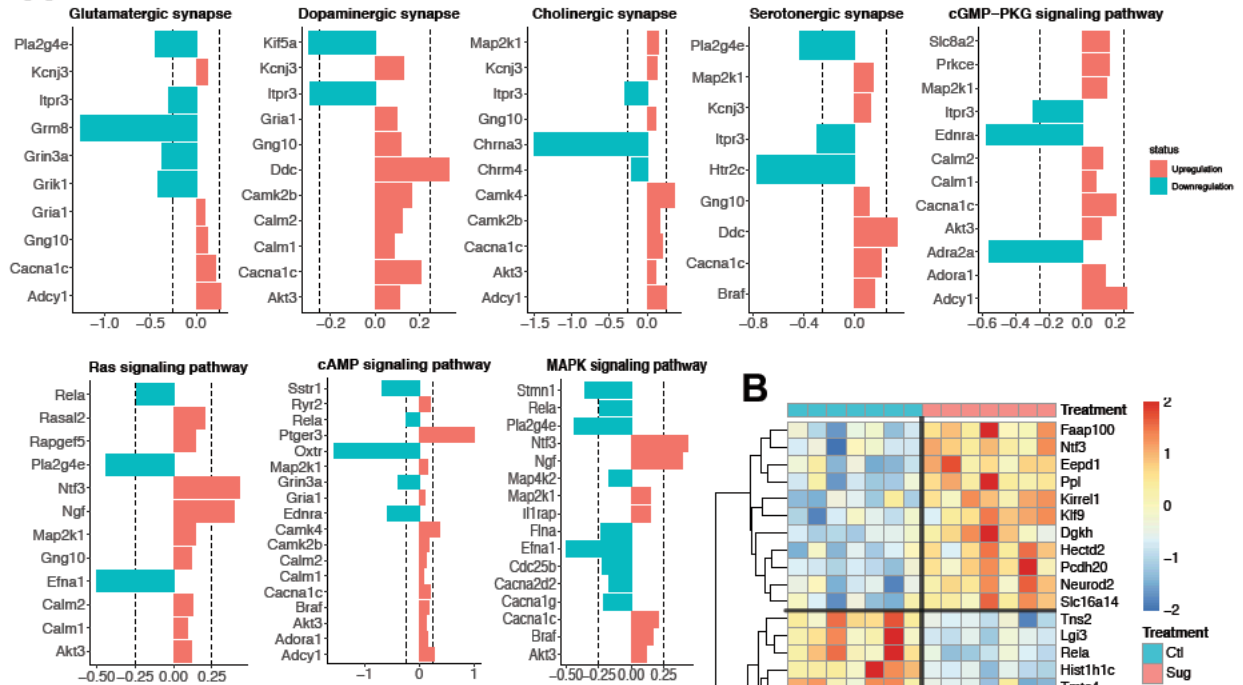 Glutamatergic synapse
Pla2g4e
Kcnj3
Itpr3
Grm8
Grin3a
Grik1
Gria1
Gng10
Cacna1c
Adcy1
−1.0 −0.5 0.0
Dopaminergic synapse
Kif5a
Kcnj3
Itpr3
Gria1
Gng10
Ddc
Camk2b
Calm2
Calm1
Cacna1c
Akt3
−0.2 0.0 0.2
Cholinergic synapse
Map2k1
Kcnj3
Itpr3
Gng10
Chrna3
Chrm4
Camk4
Camk2b
Cacna1c
Akt3
Adcy1
−1.5 −1.0 −0.5 0.0
Serotonergic synapse
Pla2g4e
Map2k1
Kcnj3
Itpr3
Htr2c
Gng10
Ddc
Cacna1c
Braf
−0.8 −0.4 0.0
cGMP−PKG signaling pathway
Slc8a2
Prkce
Map2k1
Itpr3
Ednra
Calm2
Calm1
Cacna1c
Akt3
Adra2a
Adora1
Adcy1
−0.6 −0.4 −0.2 0.0 0.2
status
Upregulation
Downregulation
Ras signaling pathway
Rela
Rasal2
Rapgef5
Pla2g4e
Ntf3
Ngf
Map2k1
Gng10
Efna1
Calm2
Calm1
Akt3
−0.50 −0.25 0.00 0.25
cAMP signaling pathway
Sstr1
Ryr2
Rela
Ptger3
Oxtr
Map2k1
Grin3a
Gria1
Ednra
Camk4
Camk2b
Calm2
Calm1
Cacna1c
Braf
Akt3
Adora1
Adcy1
−1 0 1
MAPK signaling pathway
Stmn1
Rela
Pla2g4e
Ntf3
Ngf
Map4k2
Map2k1
Il1rap
Flna
Efna1
Cdc25b
Cacna2d2
Cacna1g
Cacna1c
Braf
Akt3
−0.50 −0.25 0.00 0.25
B
Treatment
Faap100
Ntf3
Eepd1
Ppl
Kirrel1
Klf9
Dgkh
Hectd2
Pcdh20
Neurod2
Slc16a14
Tns2
Lgi3
Rela
Hist1h1c
2
1
0
−1
−2
Treatment
Ctl
Sug